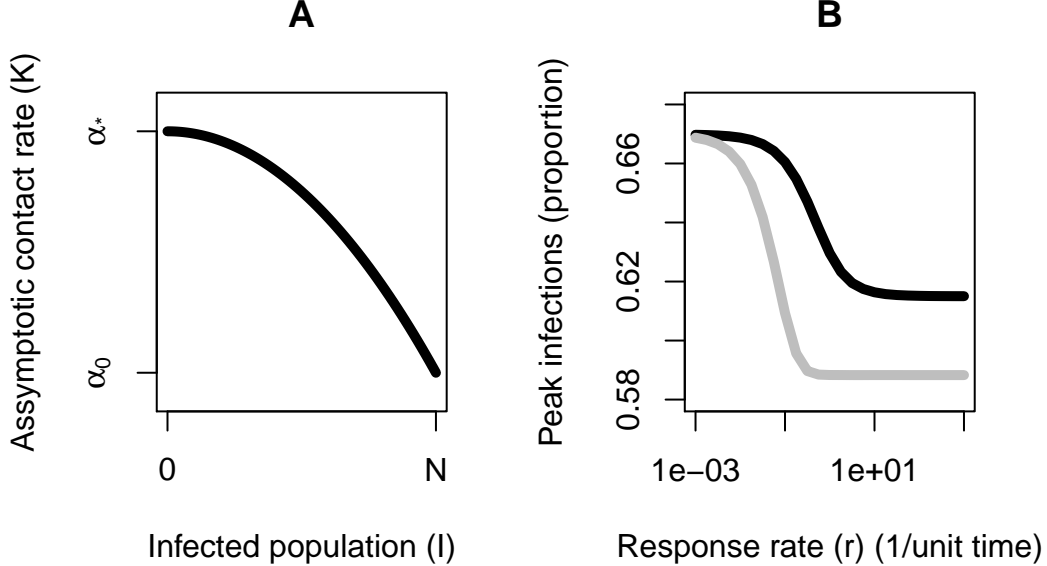 A
Assymptotic contact rate (K)
α*
α0
0
N
Infected population (I)
B
Peak infections (proportion)
0.66
0.62
0.58
1e−03
1e+01
Response rate (r) (1/unit time)